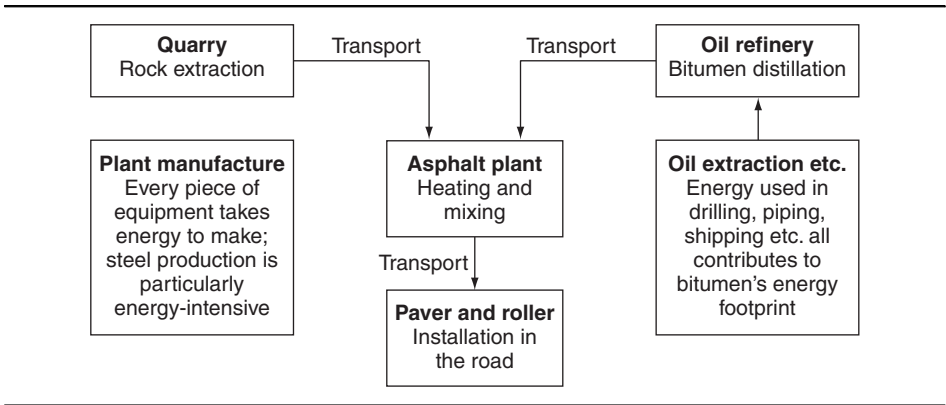 Quarry
Rock extraction
Transport
Transport
Oil refinery
Bitumen distillation
Plant manufacture
Every piece of
equipment takes
energy to make;
steel production is
particularly
energy-intensive
Asphalt plant
Heating and
mixing
Oil extraction etc.
Energy used in
drilling, piping,
shipping etc. all
contributes to
bitumen's energy
footprint
Transport
Paver and roller
Installation in
the road